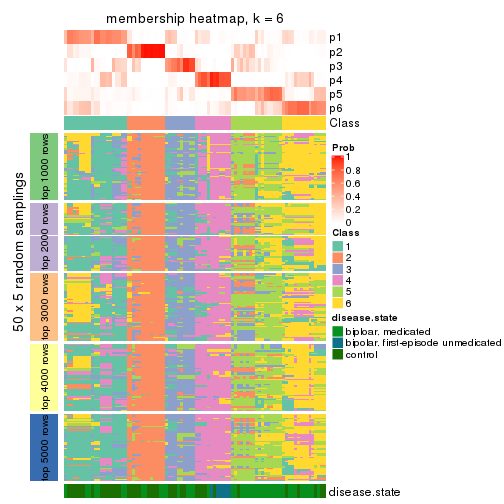 membership heatmap, k = 6
p1
p2
p3
p4
p5
p6
Class
50 x 5 random samplings
top 1000 rows
top 2000 rows
top 3000 rows
top 4000 rows
top 5000 rows
Prob
1
0.8
0.6
0.4
0.2
0
Class
1
2
3
4
5
6
disease.state
biploar, medicated
bipolar, first-episode unmedicated
control
disease.state